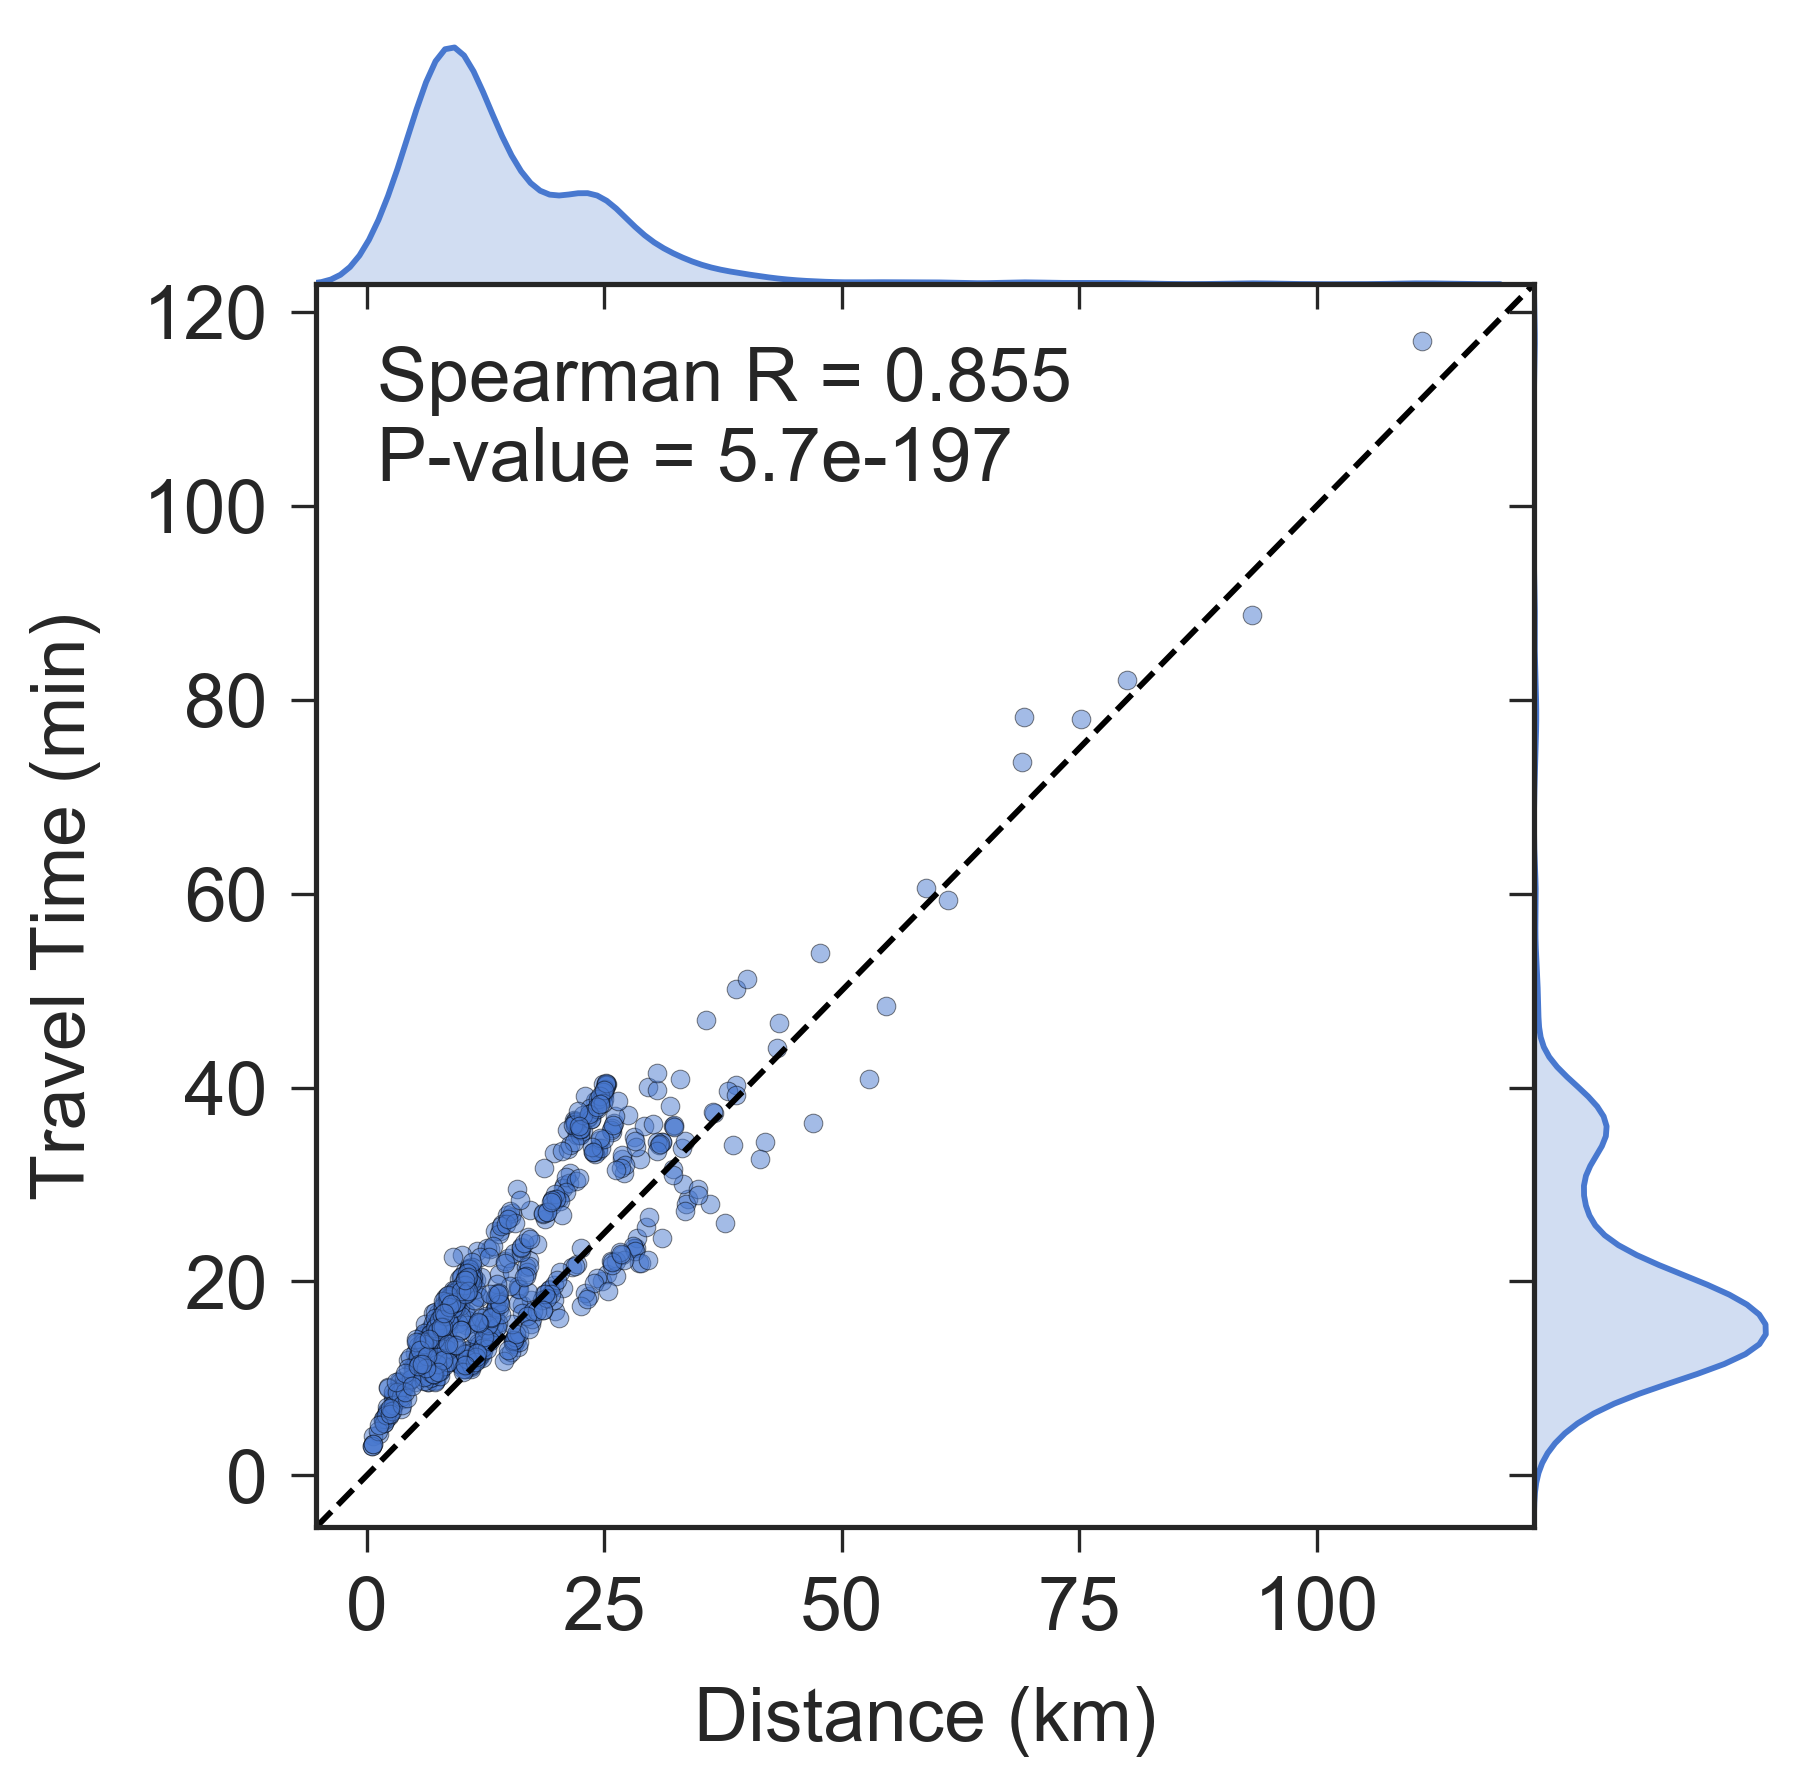 Spearman R = 0.855
P-value = 5.7e-197
120
100
80
60
40
20
0
Travel Time (min)
0 25 50 75 100
Distance (km)